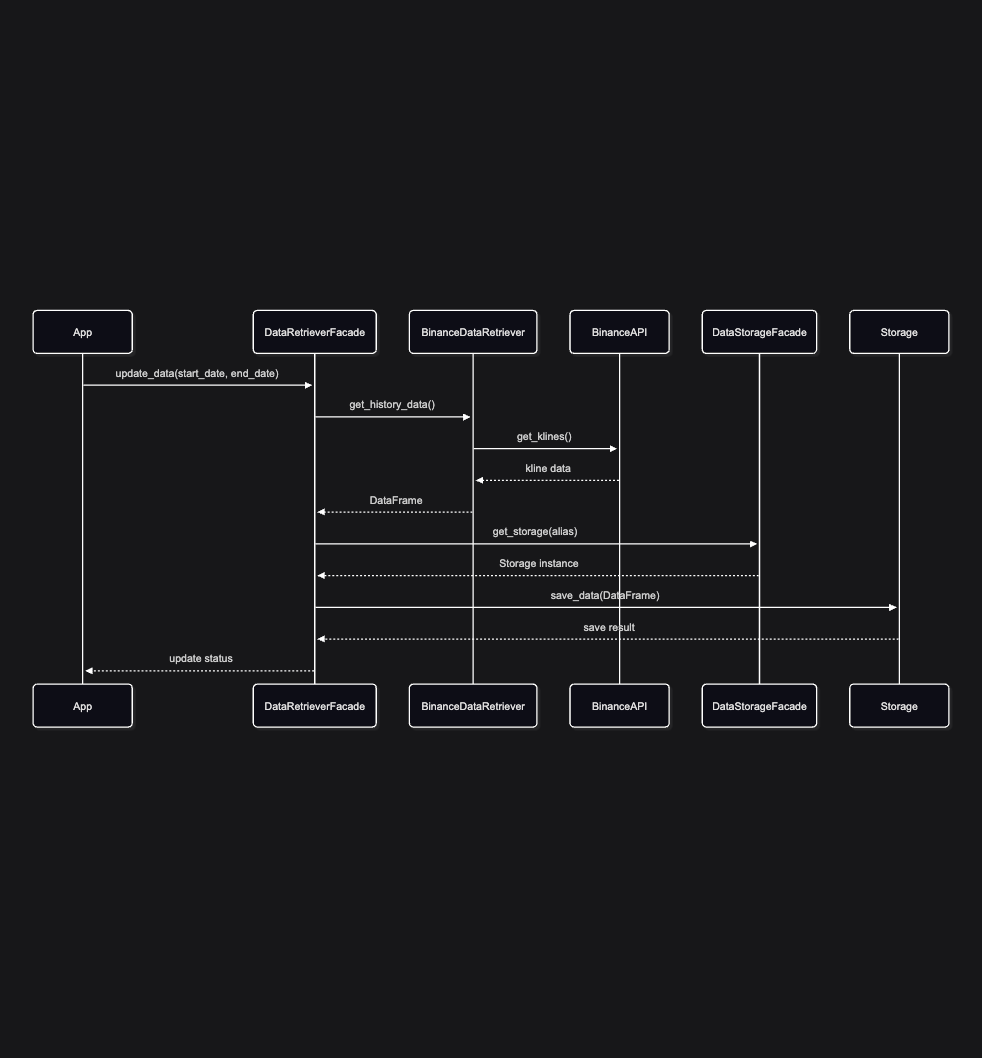 App
DataRetrieverFacade
BinanceDataRetriever
BinanceAPI
DataStorageFacade
Storage
update_data(start_date, end_date)
get_history_data()
get_klines()
kline data
DataFrame
get_storage(alias)
Storage instance
save_data(DataFrame)
save result
update status
App
DataRetrieverFacade
BinanceDataRetriever
BinanceAPI
DataStorageFacade
Storage